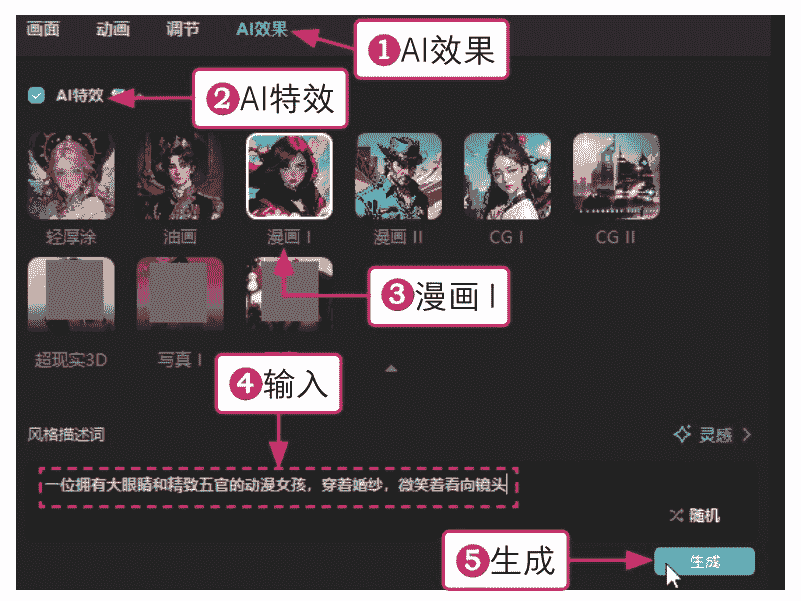 画面 动画 调节 AI效果
❶AI效果
AI特效
❷AI特效
轻厚涂 油画 漫画 I 漫画 II CG I CG II
❸漫画 I
超现实3D 写真 I
❹输入
风格描述词 灵感
一位拥有大眼睛和精致五官的动漫女孩，穿着婚纱，微笑着看向镜头
随机
❺生成
生成